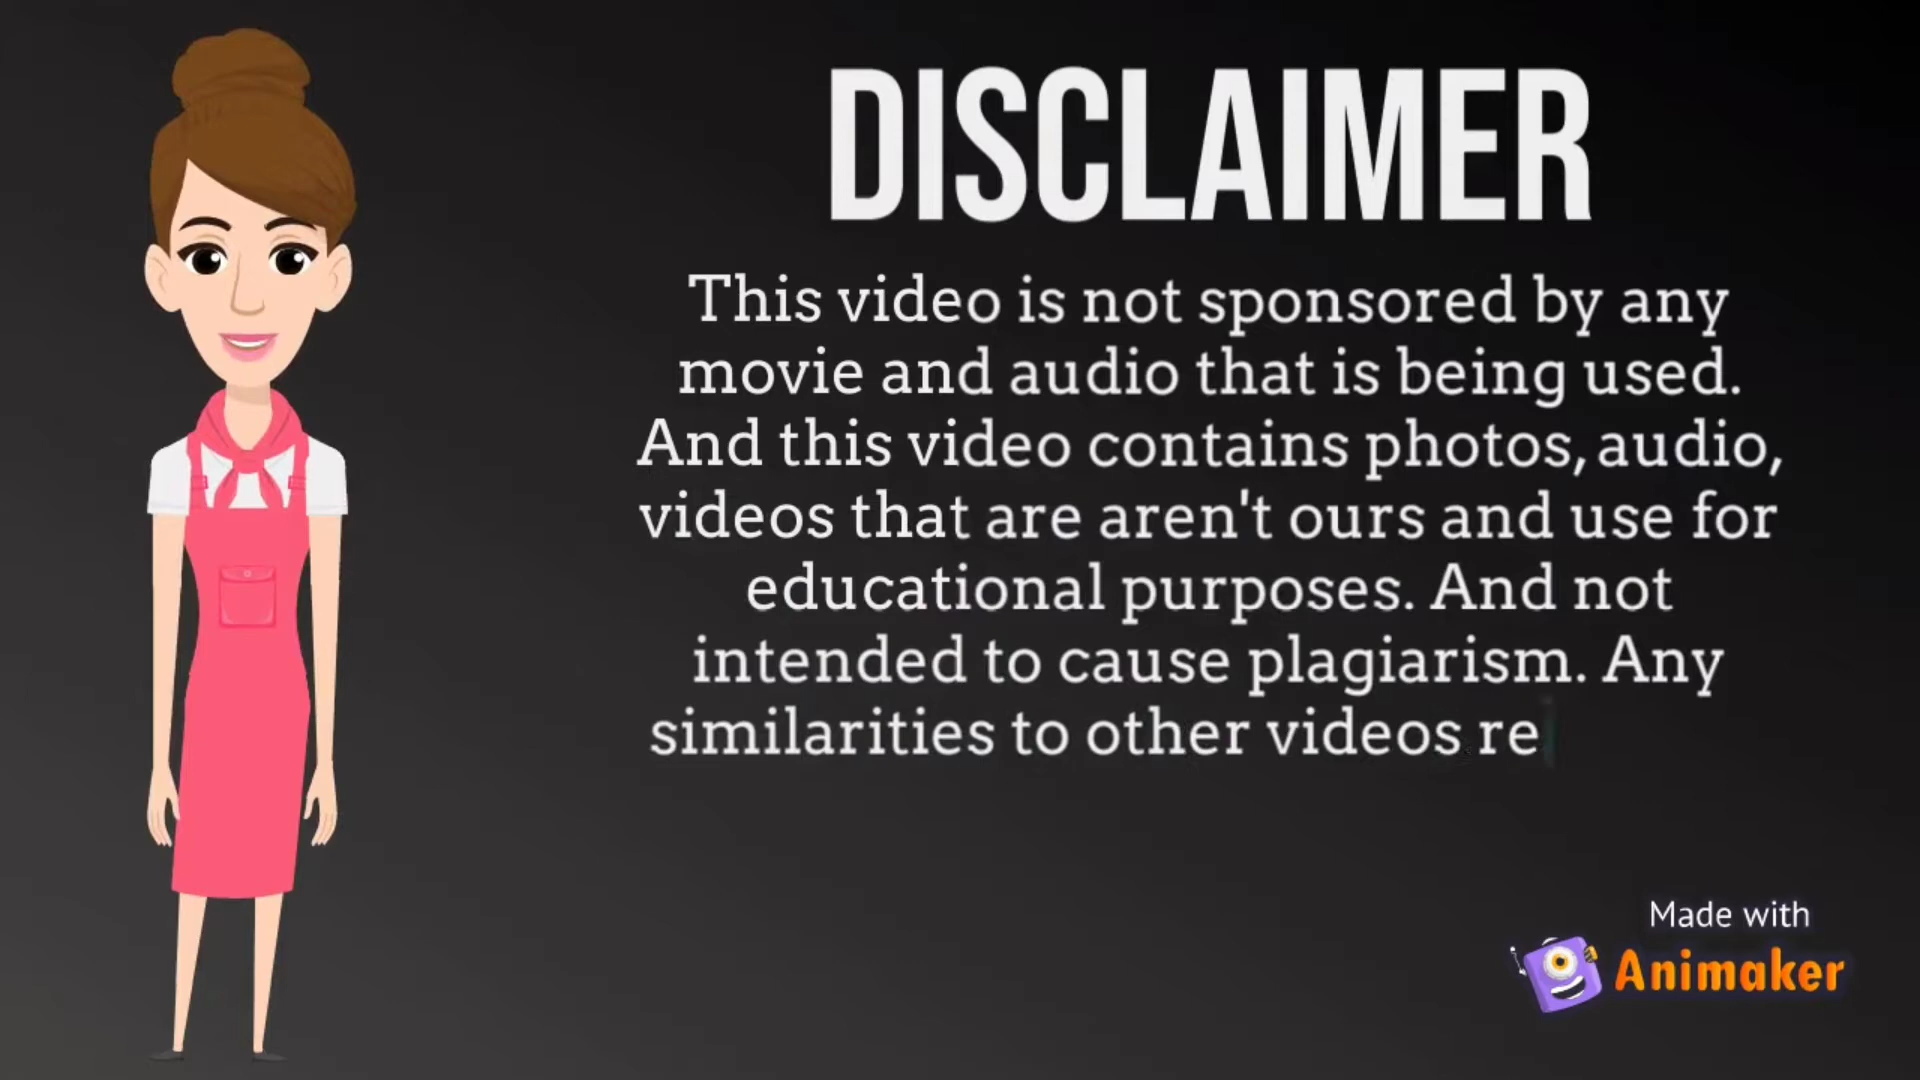 DISCLAIMER
This video is not sponsored by any
movie and audio that is being used.
And this video contains photos, audio,
videos that are aren't ours and use for
educational purposes. And not
intended to cause plagiarism. Any
similarities to other videos re
Made with
Animaker